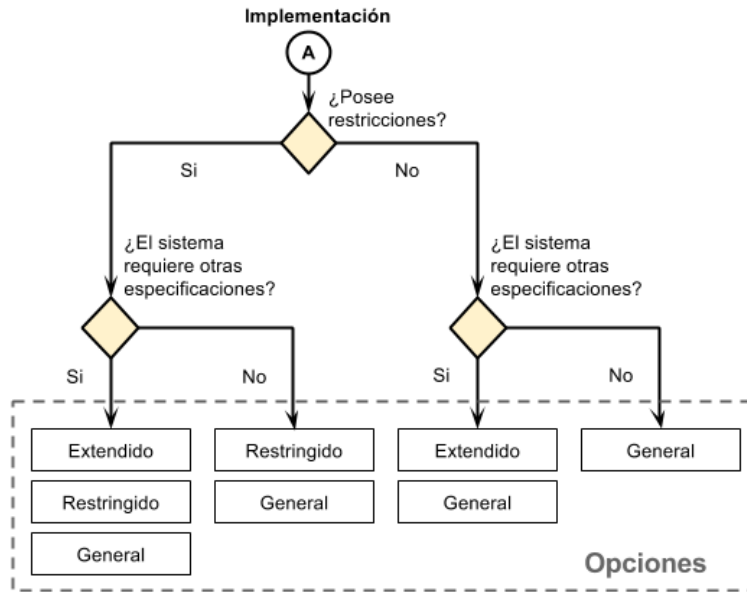 Implementación
A
¿Posee
restricciones?
Si
No
¿El sistema
requiere otras
especificaciones?
¿El sistema
requiere otras
especificaciones?
Si
No
Si
No
Extendido
Restringido
Extendido
General
Restringido
General
General
General
Opciones